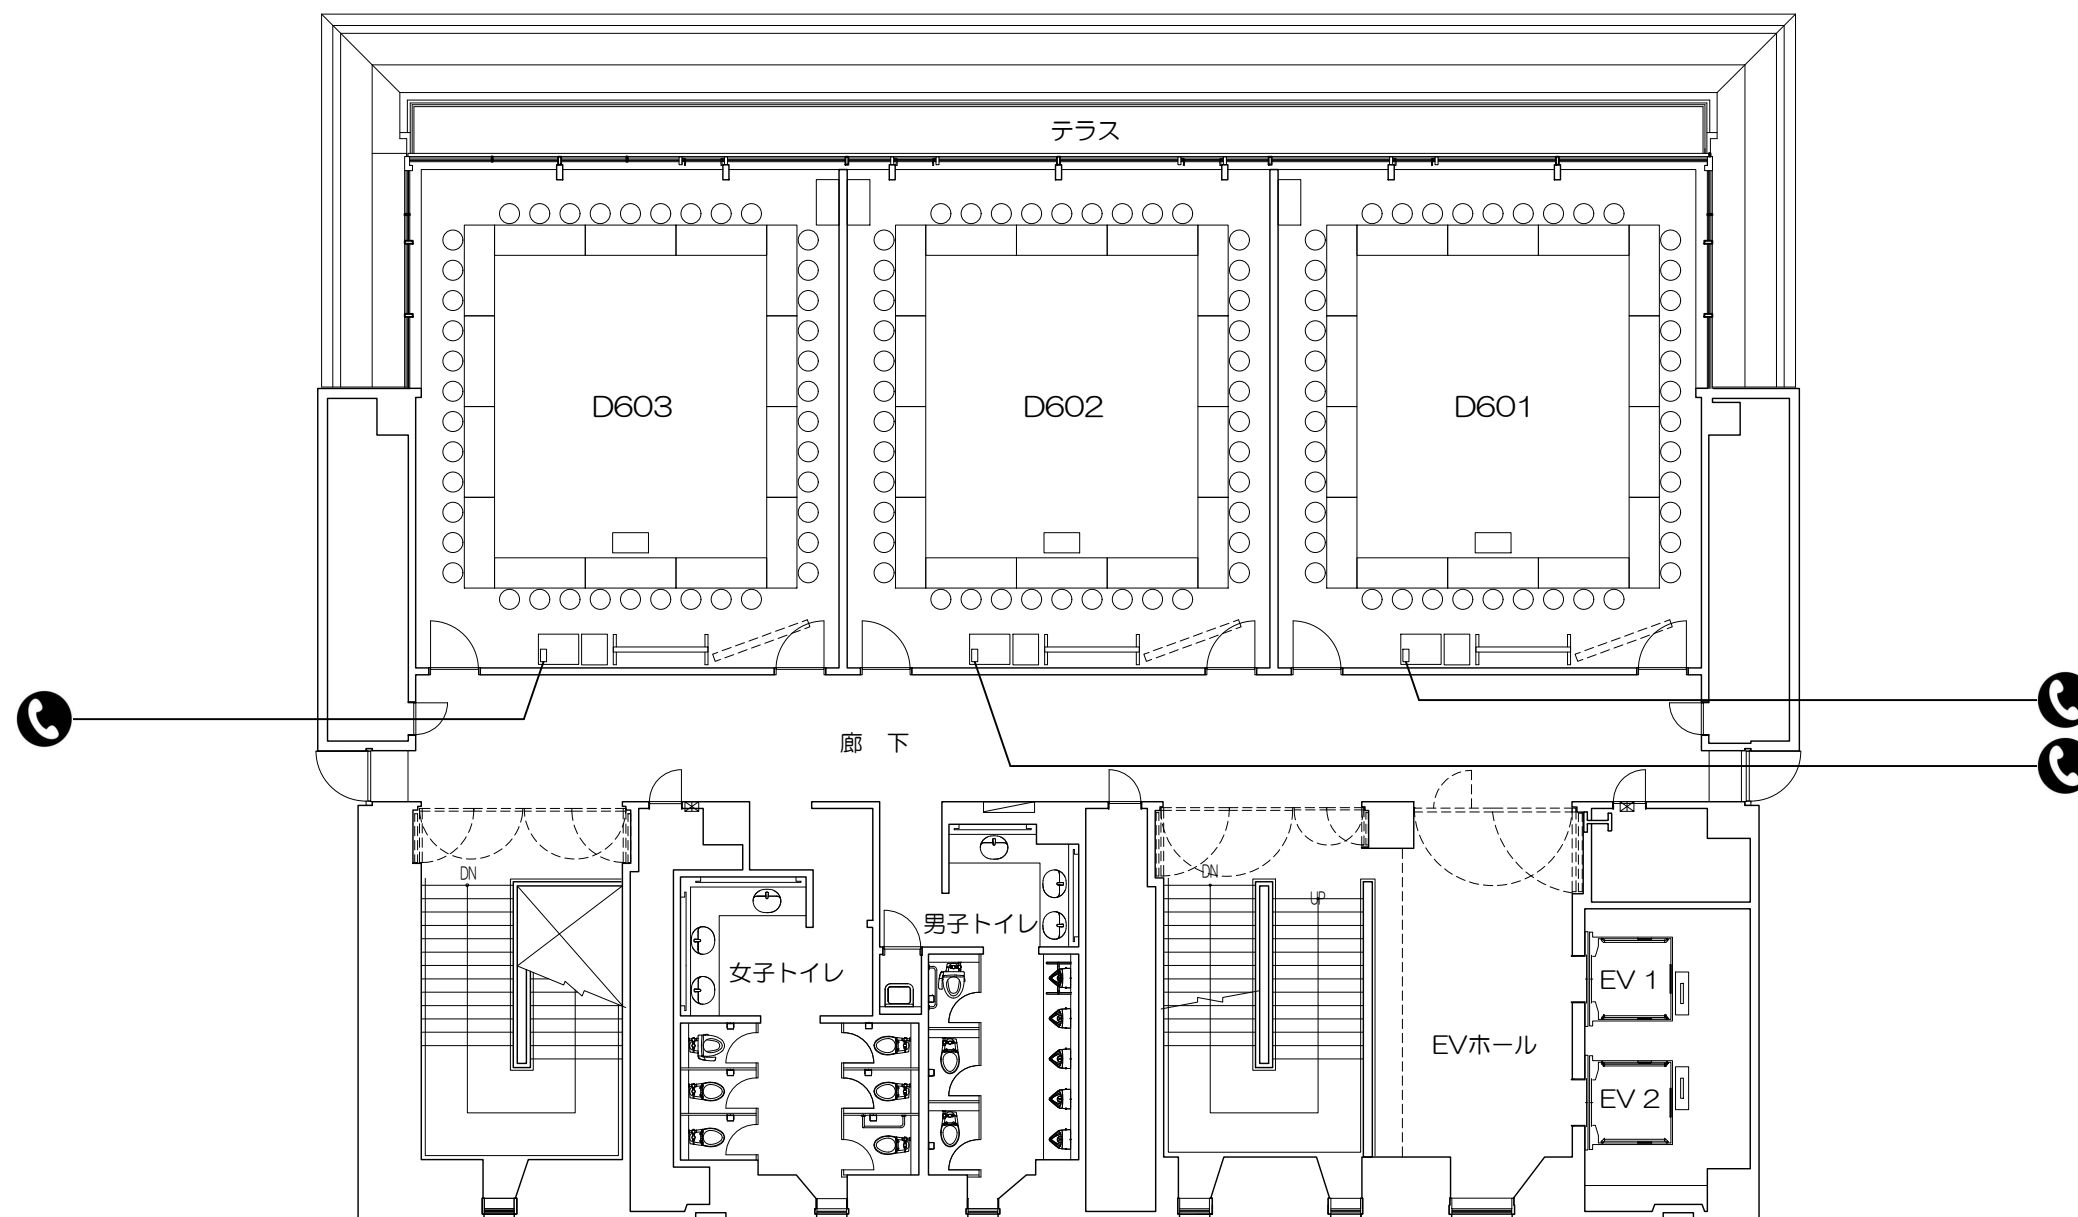 テラス
D603
D602
D601
廊 下
DN
DN
UP
男子トイレ
女子トイレ
EV 1
EVホール
EV 2